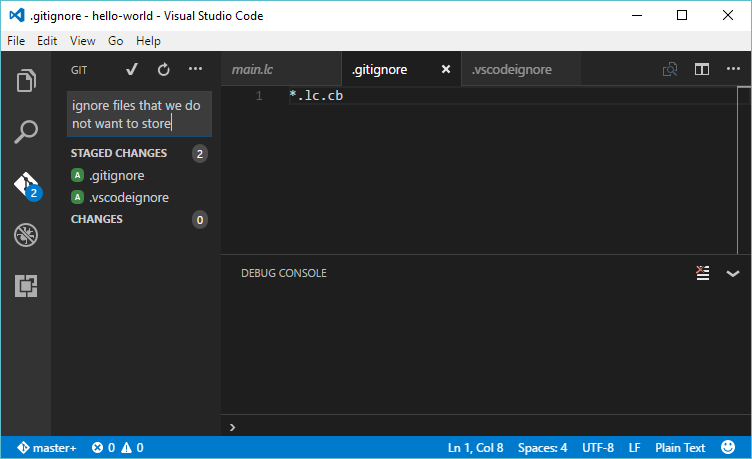 .gitignore - hello-world - Visual Studio Code
File Edit View Go Help
GIT
main.lc .gitignore .vscodeignore
ignore files that we do
not want to store
1 *.lc.cb
STAGED CHANGES 2
A .gitignore
A .vscodeignore
CHANGES 0
2
DEBUG CONSOLE
master+ 0 0 Ln 1, Col 8 Spaces: 4 UTF-8 LF Plain Text